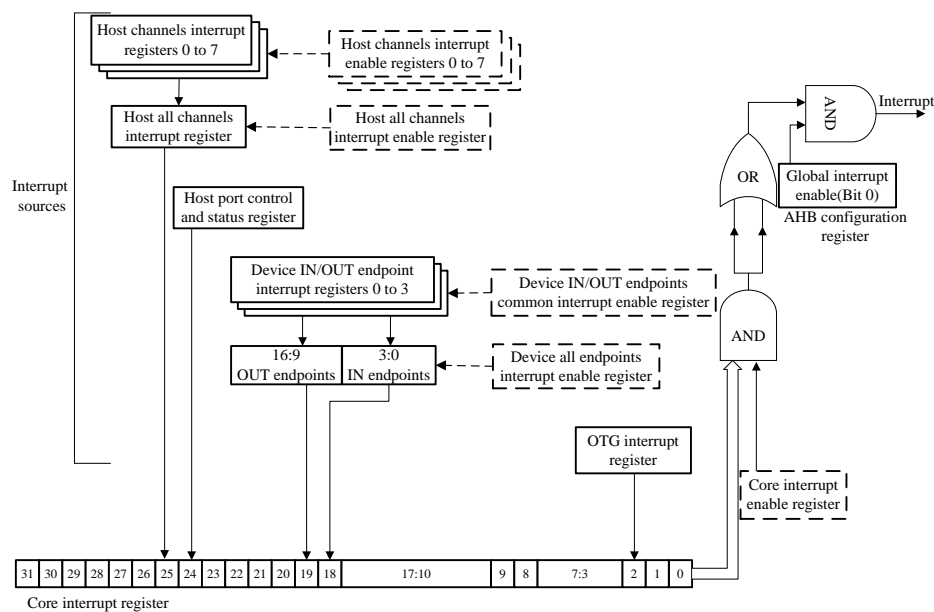 Host channels interrupt
registers 0 to 7
Host channels interrupt
enable registers 0 to 7
Host all channels
interrupt register
Host all channels
interrupt enable register
AND
Interrupt
OR
Global interrupt
enable(Bit 0)
AHB configuration
register
Interrupt
sources
Host port control
and status register
Device IN/OUT endpoint
interrupt registers 0 to 3
Device IN/OUT endpoints
common interrupt enable register
AND
16:9
OUT endpoints
3:0
IN endpoints
Device all endpoints
interrupt enable register
OTG interrupt
register
Core interrupt
enable register
31 30 29 28 27 26 25 24 23 22 21 20 19 18 17:10 9 8 7:3 2 1 0
Core interrupt register